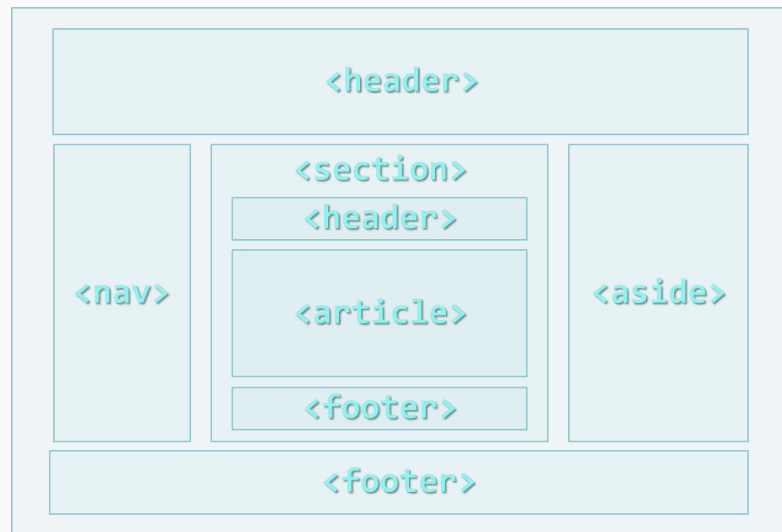 <header>
<nav>
<section>
<header>
<article>
<footer>
<aside>
<footer>